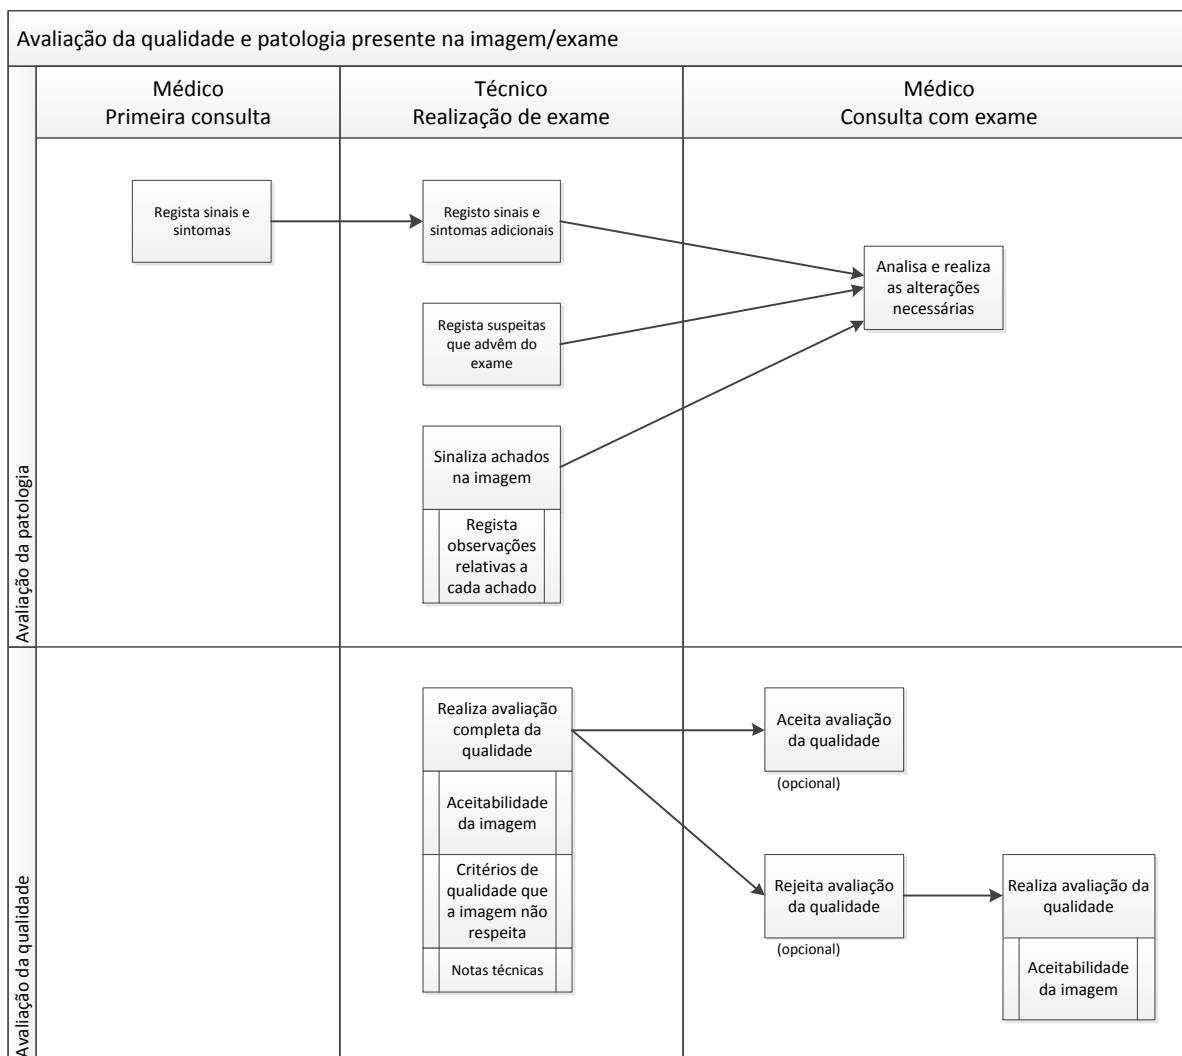 Avaliação da qualidade e patologia presente na imagem/exame
Médico
Primeira consulta
Técnico
Realização de exame
Médico
Consulta com exame
Avaliação da patologia
Regista sinais e
sintomas
Registo sinais e
sintomas adicionais
Analisa e realiza
as alterações
necessárias
Regista suspeitas
que advêm do
exame
Sinaliza achados
na imagem
Regista
observações
relativas a
cada achado
Avaliação da qualidade
Realiza avaliação
completa da
qualidade
Aceitabilidade
da imagem
Critérios de
qualidade que
a imagem não
respeita
Notas técnicas
Aceita avaliação
da qualidade
(opcional)
Rejeita avaliação
da qualidade
(opcional)
Realiza avaliação da
qualidade
Aceitabilidade
da imagem